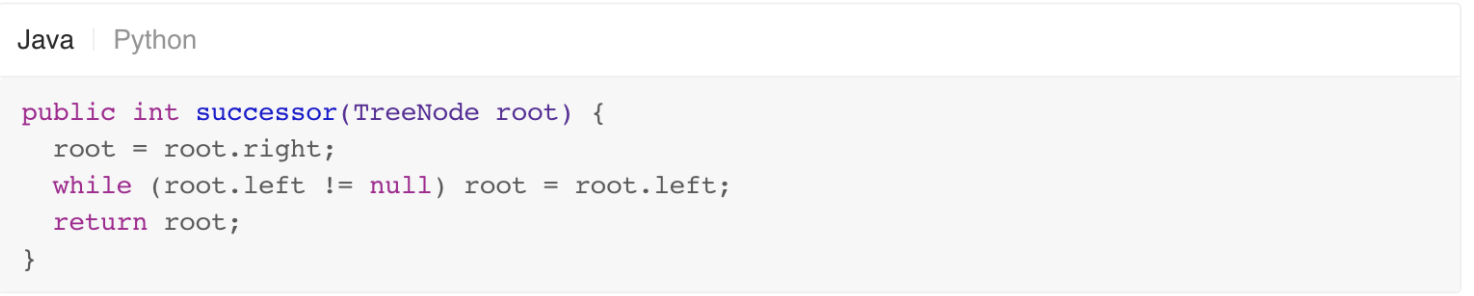 Java Python
public int successor(TreeNode root) {
  root = root.right;
  while (root.left != null) root = root.left;
  return root;
}